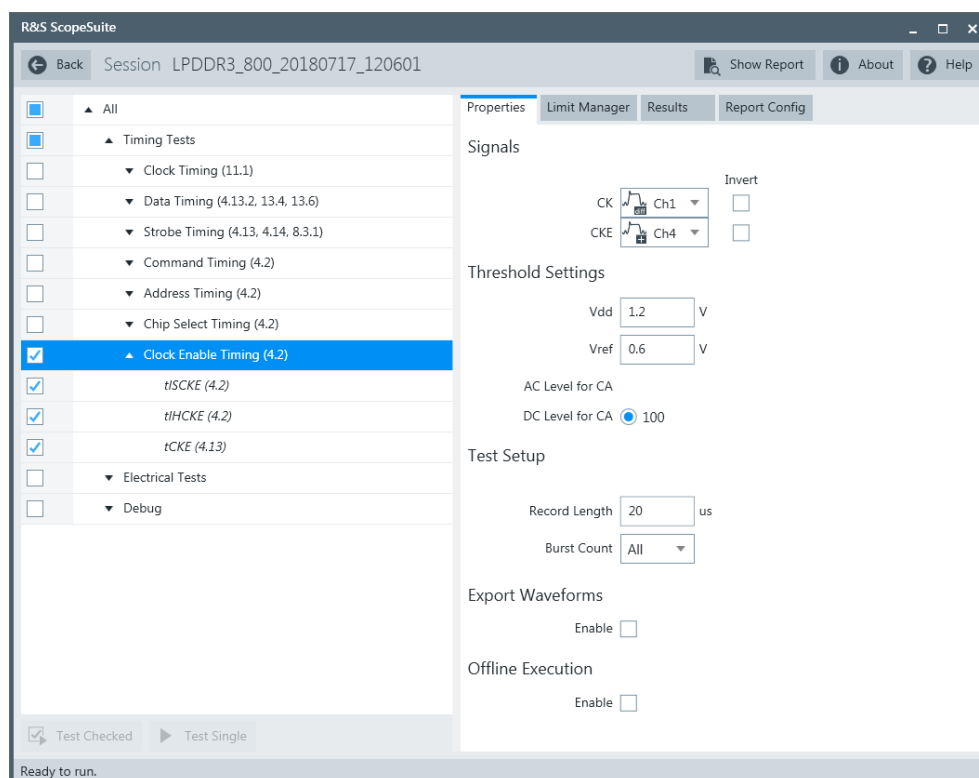 R&S ScopeSuite
Back Session LPDDR3_800_20180717_120601 Show Report About Help
All
Timing Tests
Clock Timing (11.1)
Data Timing (4.13.2, 13.4, 13.6)
Strobe Timing (4.13, 4.14, 8.3.1)
Command Timing (4.2)
Address Timing (4.2)
Chip Select Timing (4.2)
Clock Enable Timing (4.2)
tISCKE (4.2)
tIHCKE (4.2)
tCKE (4.13)
Electrical Tests
Debug
Test Checked Test Single
Properties Limit Manager Results Report Config
Signals
Invert
CK diff Ch1
CKE Ch4
Threshold Settings
Vdd 1.2 V
Vref 0.6 V
AC Level for CA
DC Level for CA 100
Test Setup
Record Length 20 us
Burst Count All
Export Waveforms
Enable
Offline Execution
Enable
Ready to run.